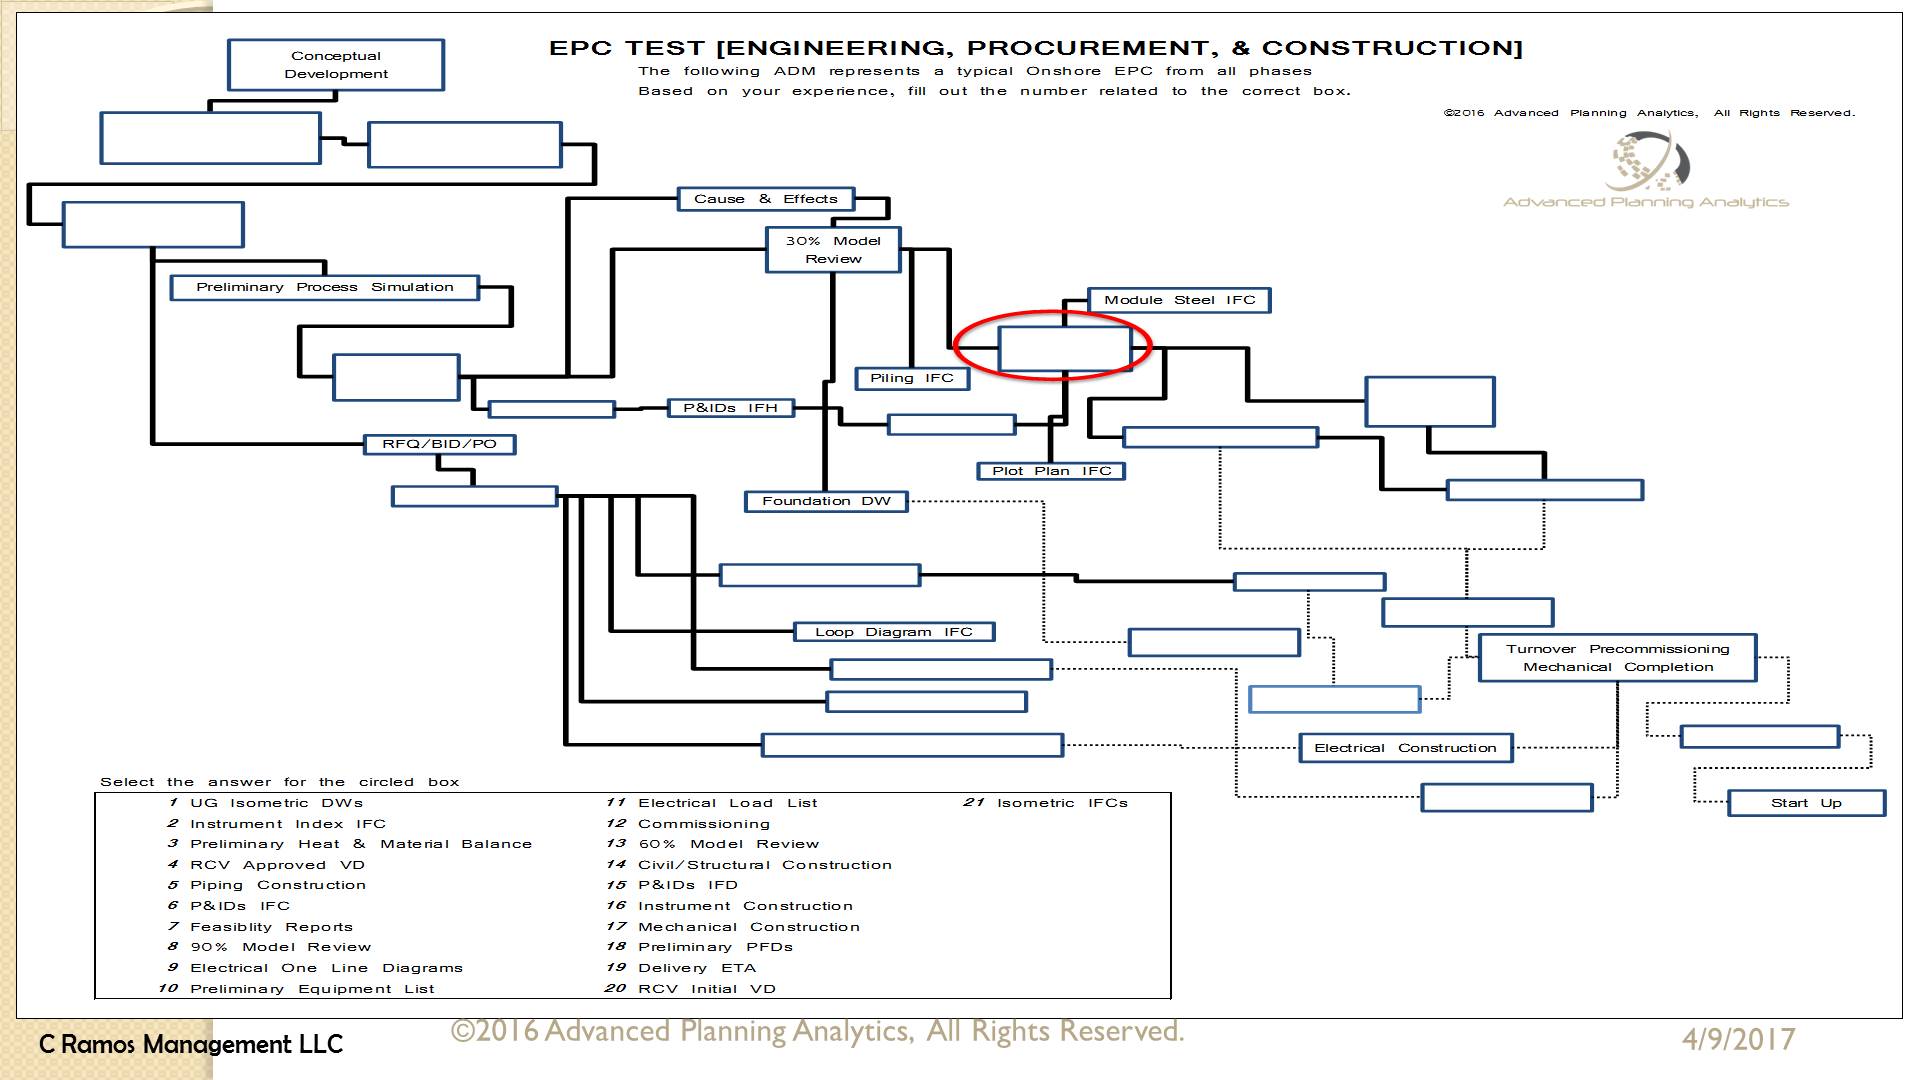 EPC TEST [ENGINEERING, PROCUREMENT, & CONSTRUCTION]
The following ADM represents a typical Onshore EPC from all phases
Based on your experience, fill out the number related to the correct box.
©2016 Advanced Planning Analytics, All Rights Reserved.
Advanced Planning Analytics
Conceptual
Development
Cause & Effects
30% Model
Review
Preliminary Process Simulation
Module Steel IFC
Piling IFC
P&IDs IFH
RFQ/BID/PO
Plot Plan IFC
Foundation DW
Loop Diagram IFC
Turnover Precommissioning
Mechanical Completion
Electrical Construction
Start Up
Select the answer for the circled box
1 UG Isometric DWs
2 Instrument Index IFC
3 Preliminary Heat & Material Balance
4 RCV Approved VD
5 Piping Construction
6 P&IDs IFC
7 Feasiblity Reports
8 90% Model Review
9 Electrical One Line Diagrams
10 Preliminary Equipment List
11 Electrical Load List
12 Commissioning
13 60% Model Review
14 Civil/Structural Construction
15 P&IDs IFD
16 Instrument Construction
17 Mechanical Construction
18 Preliminary PFDs
19 Delivery ETA
20 RCV Initial VD
21 Isometric IFCs
C Ramos Management LLC
©2016 Advanced Planning Analytics, All Rights Reserved.
4/9/2017